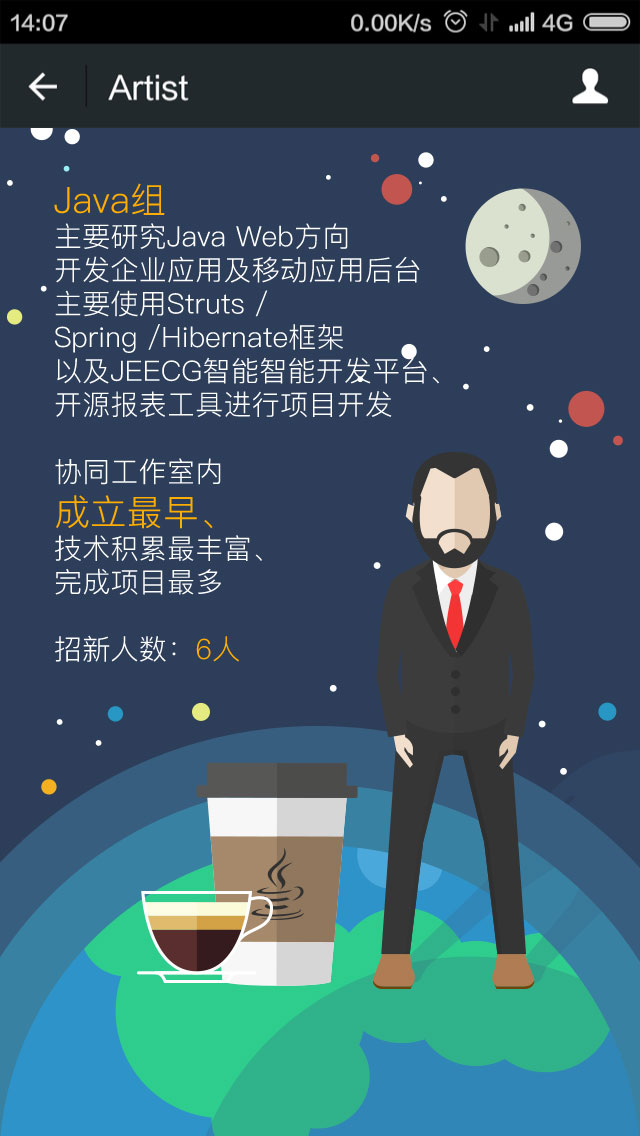 14:07
0.00K/s
4G
Artist
Java组
主要研究Java Web方向
开发企业应用及移动应用后台
主要使用Struts /
Spring /Hibernate框架
以及JEECG智能智能开发平台、
开源报表工具进行项目开发
协同工作室内
成立最早、
技术积累最丰富、
完成项目最多
招新人数：6人